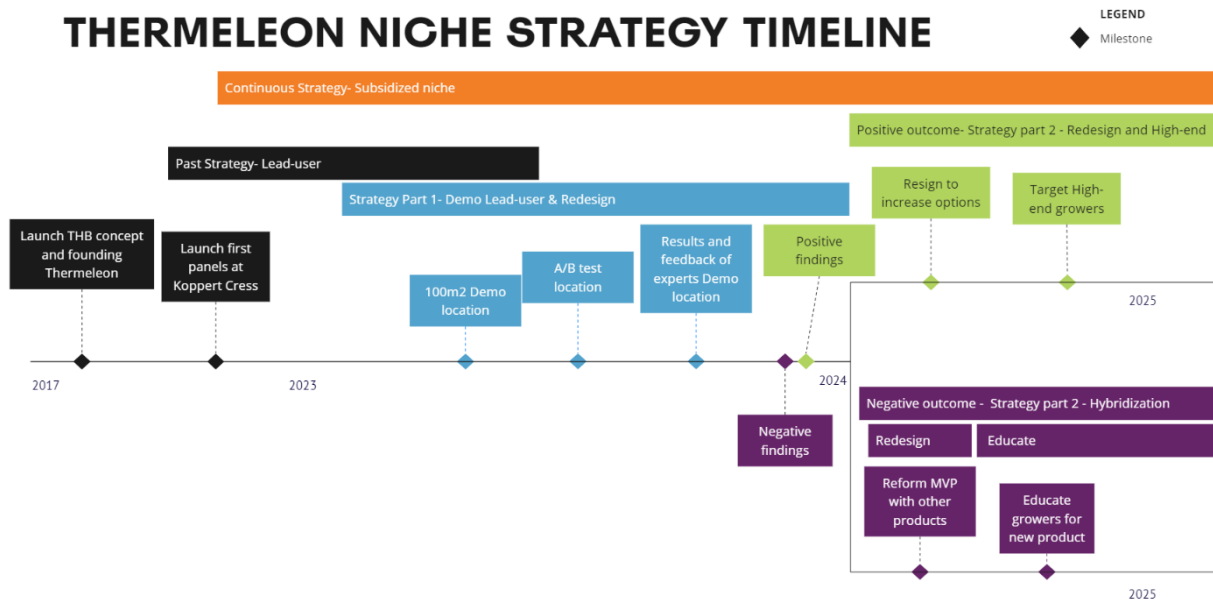 THERMELEON NICHE STRATEGY TIMELINE
LEGEND
Milestone
Continuous Strategy- Subsidized niche
Positive outcome- Strategy part 2 - Redesign and High-end
Past Strategy- Lead-user
Strategy Part 1- Demo Lead-user & Redesign
Resign to
increase options
Target High-
end growers
Launch THB concept
and founding
Thermeleon
Launch first
panels at
Koppert Cress
100m2 Demo
location
A/B test
location
Results and
feedback of
experts Demo
location
Positive
findings
2025
2017
2023
2024
Negative
findings
Negative outcome - Strategy part 2 - Hybridization
Redesign
Educate
Reform MVP
with other
products
Educate
growers for
new product
2025